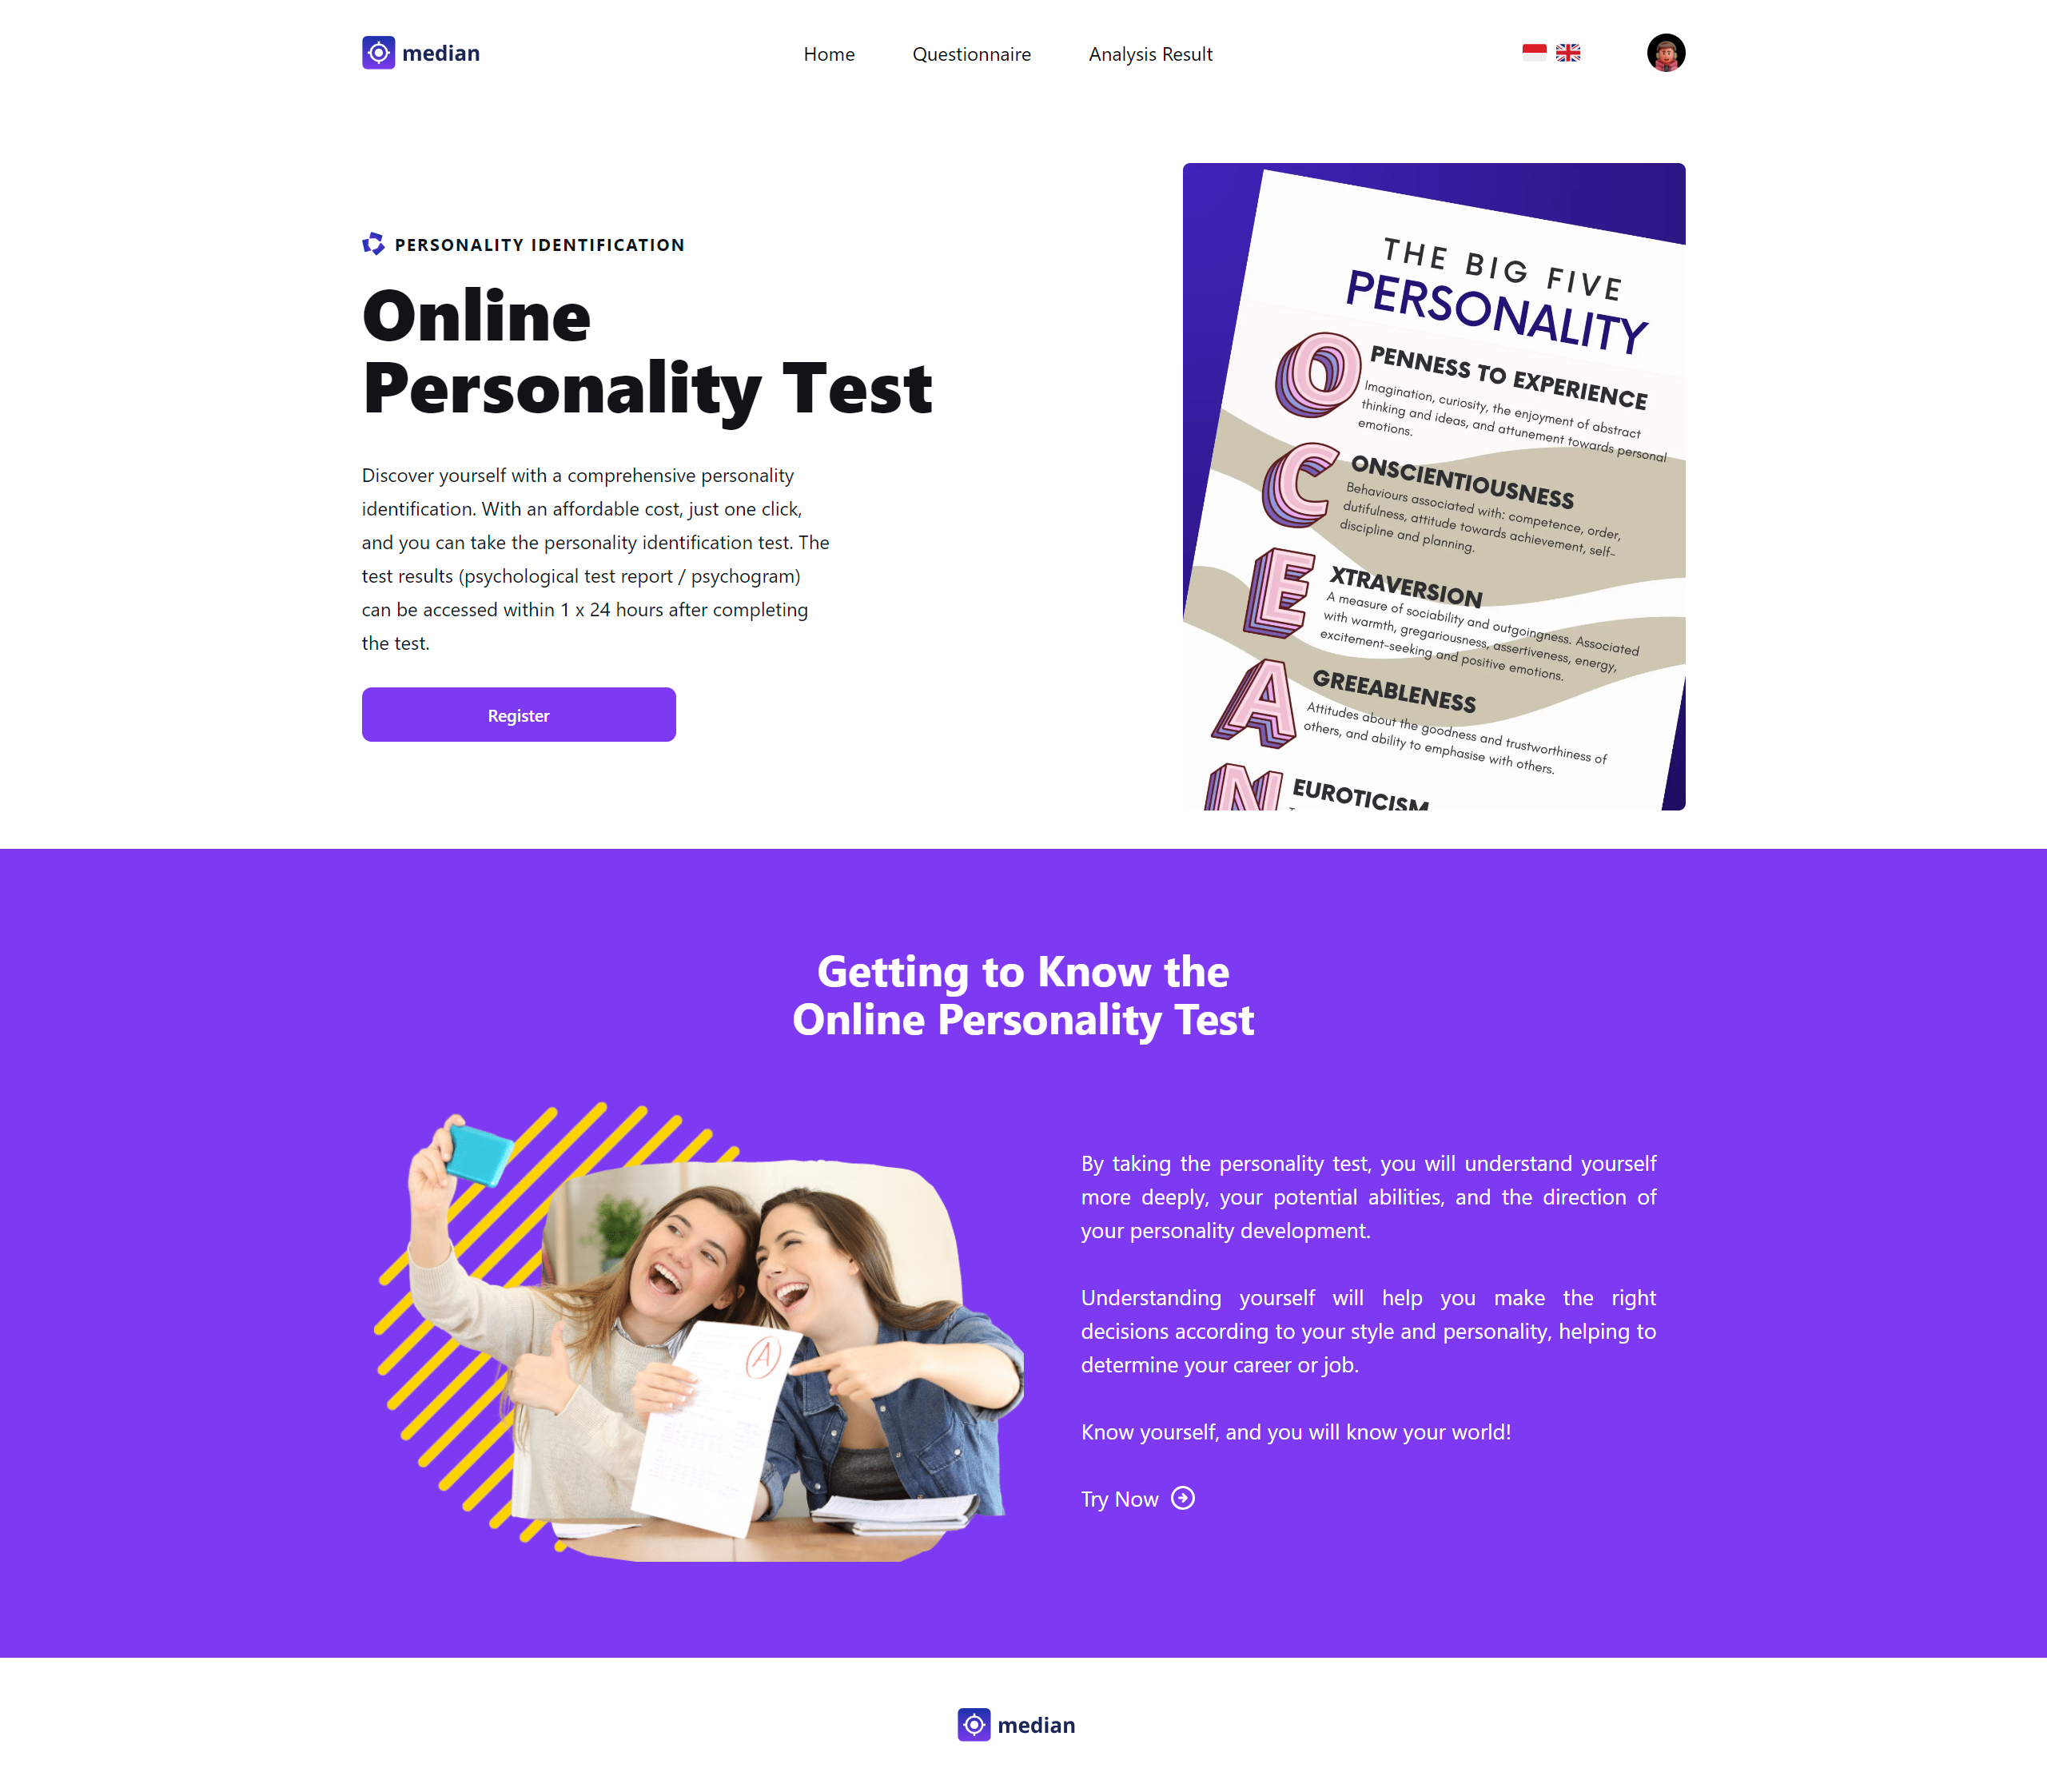 median
Home
Questionnaire
Analysis Result
PERSONALITY IDENTIFICATION
Online
Personality Test
Discover yourself with a comprehensive personality
identification. With an affordable cost, just one click,
and you can take the personality identification test. The
test results (psychological test report / psychogram)
can be accessed within 1 x 24 hours after completing
the test.
Register
THE BIG FIVE
PERSONALITY
OPENNESS TO EXPERIENCE
Imagination, curiosity, the enjoyment of abstract
thinking and ideas, and attunement towards personal
emotions.
CONSCIENTIOUSNESS
Behaviours associated with: competence, order,
dutifulness, attitude towards achievement, self-
discipline and planning.
EXTRAVERSION
A measure of sociability and outgoingness. Associated
with warmth, gregariousness, assertiveness, energy,
excitement-seeking and positive emotions.
AGREEABLENESS
Attitudes about the goodness and trustworthiness of
others, and ability to emphasise with others.
NEUROTICISM
Getting to Know the
Online Personality Test
A
By taking the personality test, you will understand yourself
more deeply, your potential abilities, and the direction of
your personality development.
Understanding yourself will help you make the right
decisions according to your style and personality, helping to
determine your career or job.
Know yourself, and you will know your world!
Try Now
median